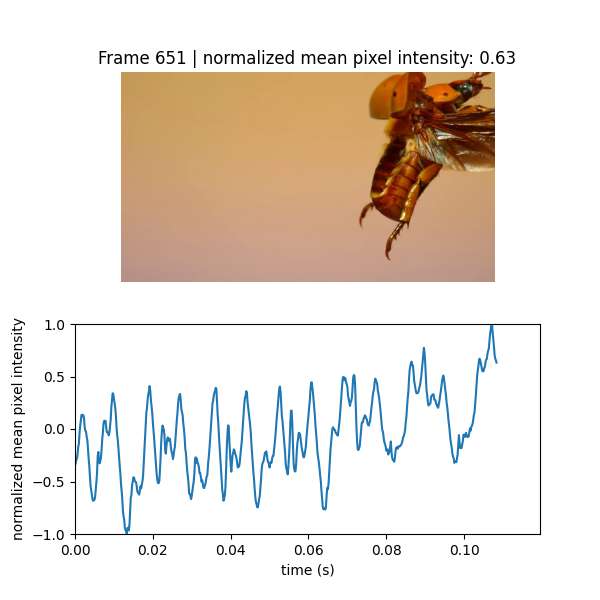 Frame 651 | normalized mean pixel intensity: 0.63
normalized mean pixel intensity
1.0
0.5
0.0
−0.5
−1.0
0.00 0.02 0.04 0.06 0.08 0.10
time (s)